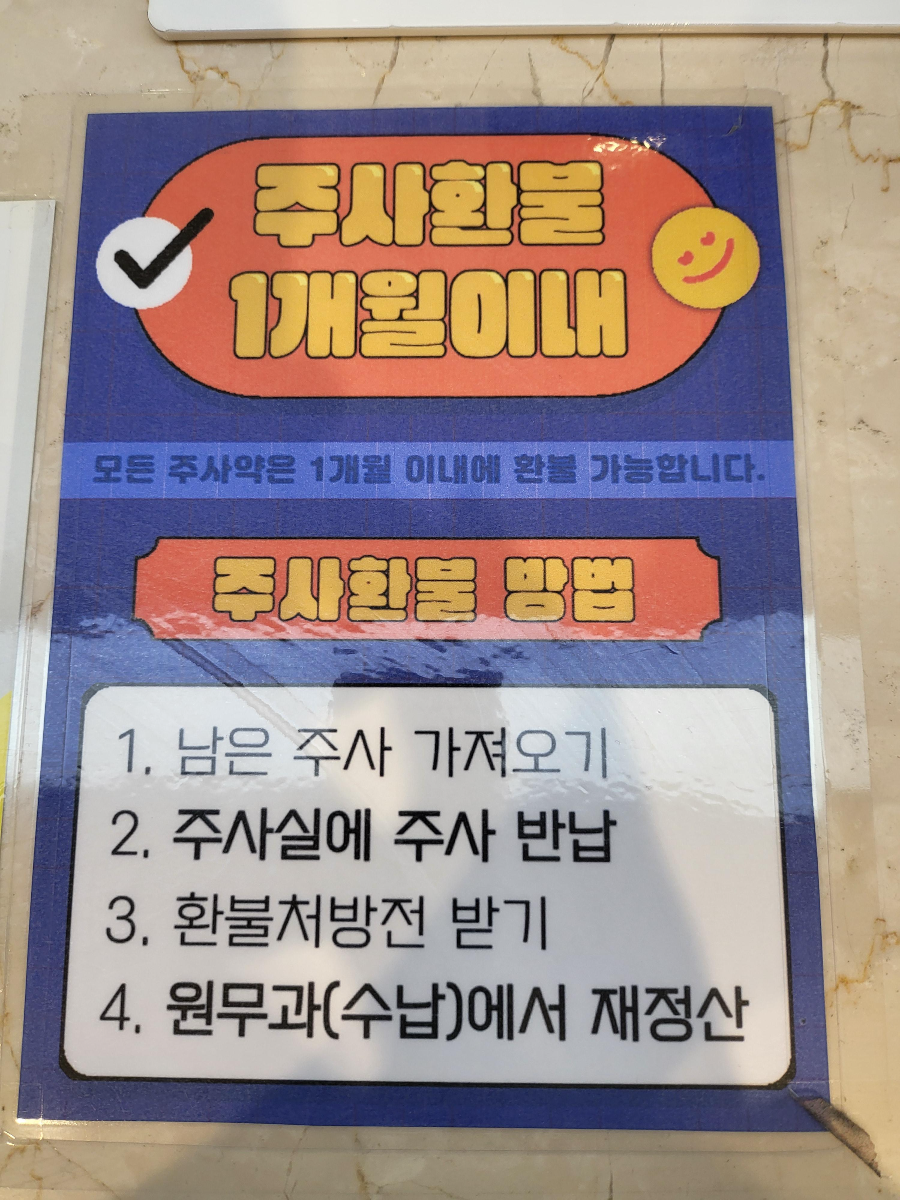 주사환불
1개월이내
모든 주사약은 1개월 이내에 환불 가능합니다.
주사환불 방법
1. 남은 주사 가져오기
2. 주사실에 주사 반납
3. 환불처방전 받기
4. 원무과(수납)에서 재정산